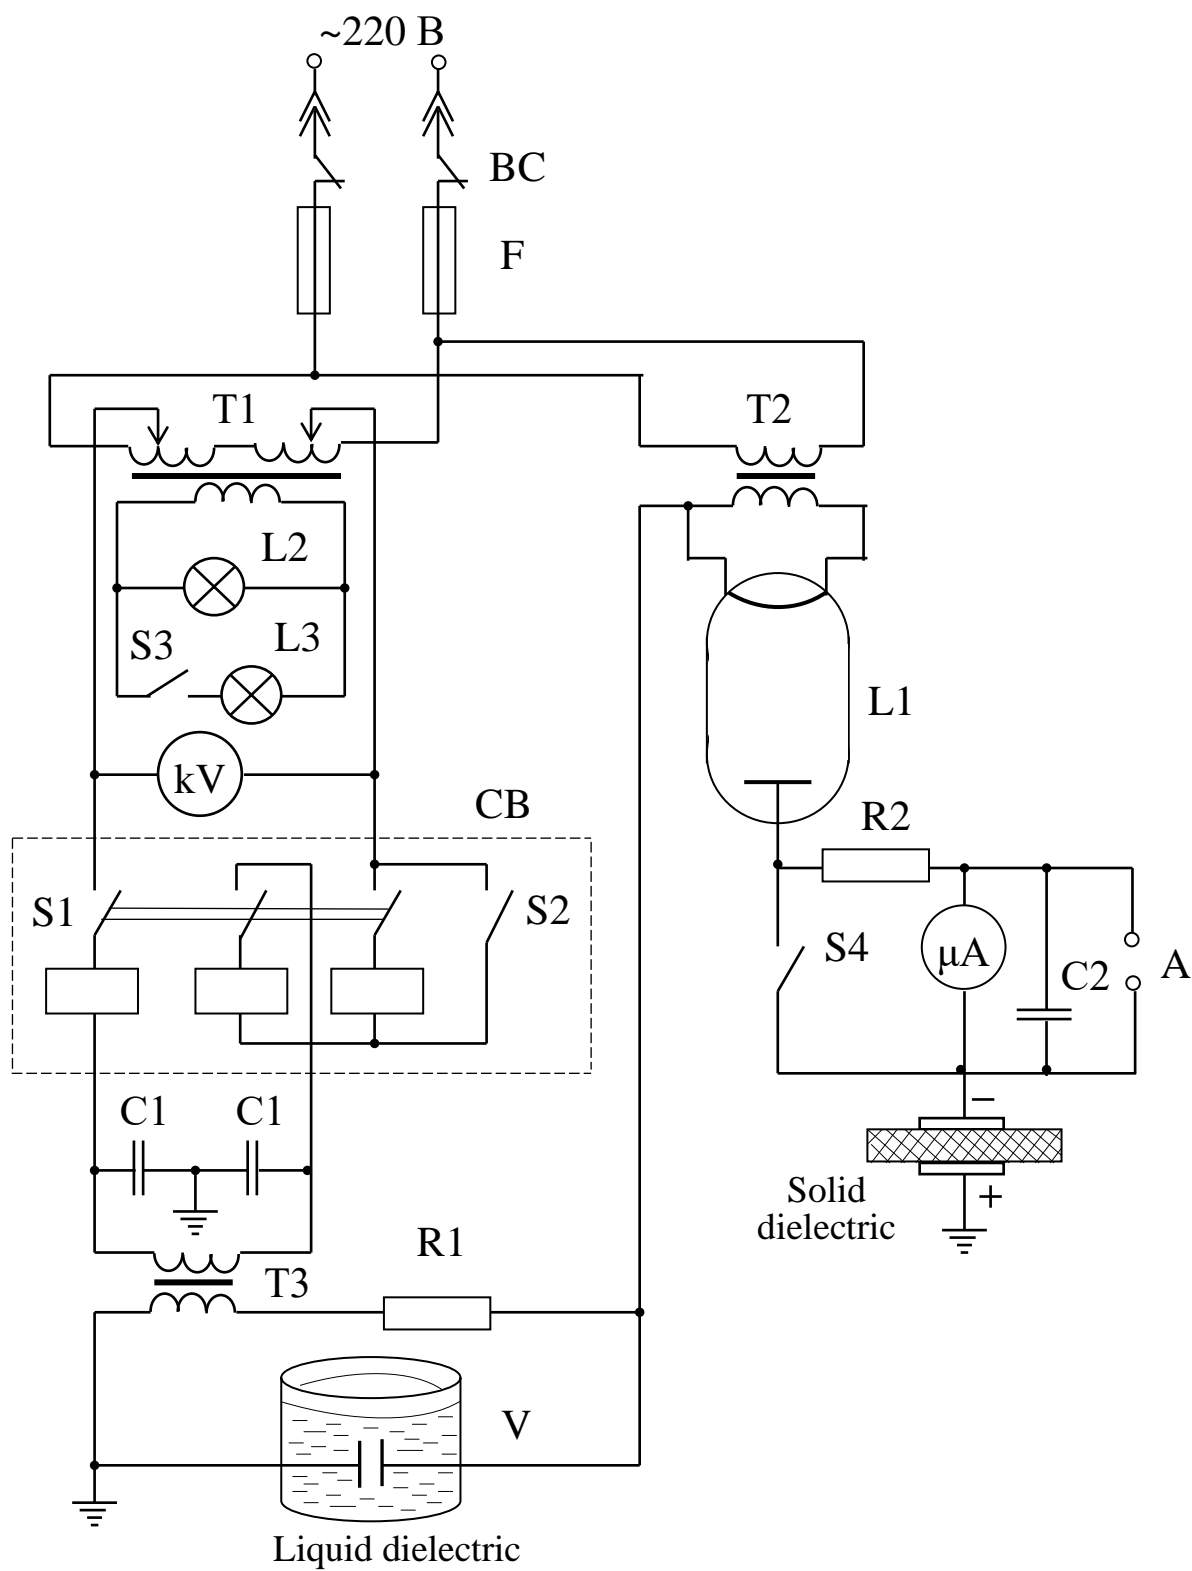 ~220 В
BC
F
T1
T2
L2
S3
L3
L1
kV
CB
R2
S1
S2
S4
μA
C2
A
C1
C1
−
+
Solid
dielectric
R1
T3
V
Liquid dielectric